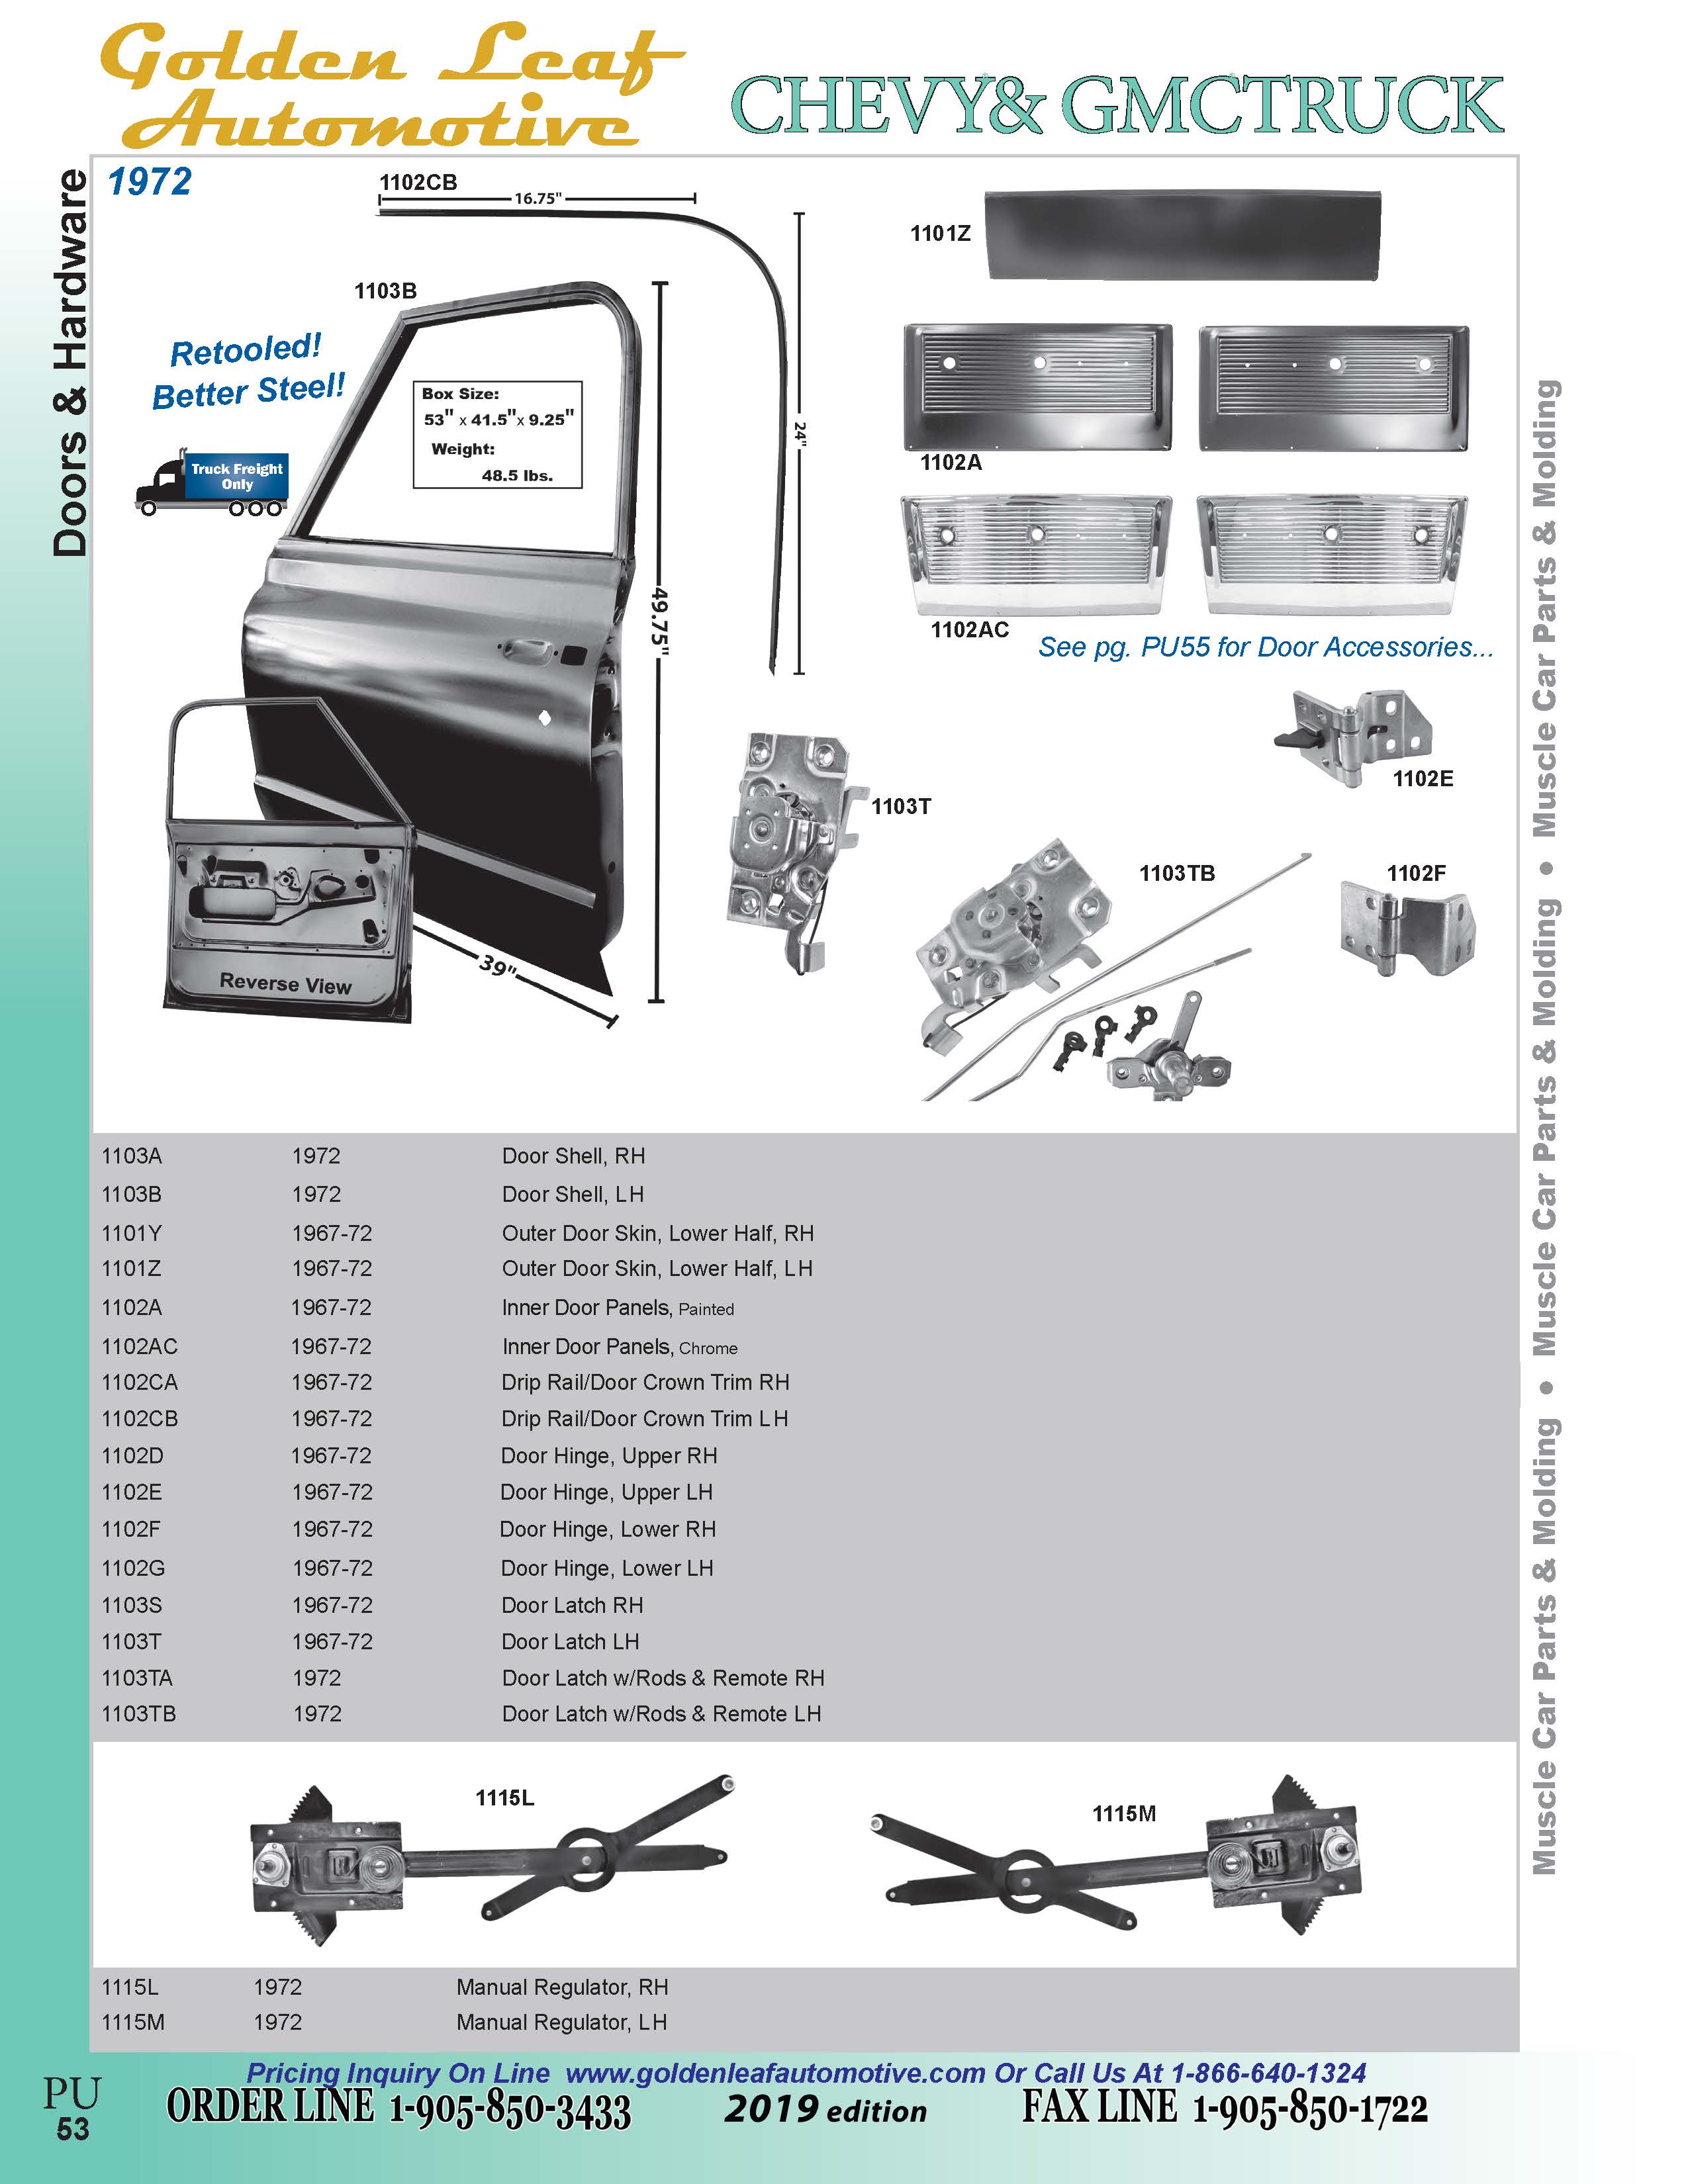 Golden Leaf
Automotive
CHEVY& GMCTRUCK
Doors & Hardware
1972
1102CB
16.75"
24"
1101Z
1103B
Retooled!
Better Steel!
Box Size:
53" x 41.5"x 9.25"
Weight:
48.5 lbs.
Truck Freight
Only
49.75"
39"
Reverse View
1102A
1102AC
See pg. PU55 for Door Accessories...
1102E
1103T
1103TB
1102F
1103A 1972 Door Shell, RH
1103B 1972 Door Shell, LH
1101Y 1967-72 Outer Door Skin, Lower Half, RH
1101Z 1967-72 Outer Door Skin, Lower Half, LH
1102A 1967-72 Inner Door Panels, Painted
1102AC 1967-72 Inner Door Panels, Chrome
1102CA 1967-72 Drip Rail/Door Crown Trim RH
1102CB 1967-72 Drip Rail/Door Crown Trim LH
1102D 1967-72 Door Hinge, Upper RH
1102E 1967-72 Door Hinge, Upper LH
1102F 1967-72 Door Hinge, Lower RH
1102G 1967-72 Door Hinge, Lower LH
1103S 1967-72 Door Latch RH
1103T 1967-72 Door Latch LH
1103TA 1972 Door Latch w/Rods & Remote RH
1103TB 1972 Door Latch w/Rods & Remote LH
1115L
1115M
1115L 1972 Manual Regulator, RH
1115M 1972 Manual Regulator, LH
Muscle Car Parts & Molding • Muscle Car Parts & Molding • Muscle Car Parts & Molding
Pricing Inquiry On Line www.goldenleafautomotive.com Or Call Us At 1-866-640-1324
PU
53
ORDER LINE 1-905-850-3433
2019 edition
FAX LINE 1-905-850-1722